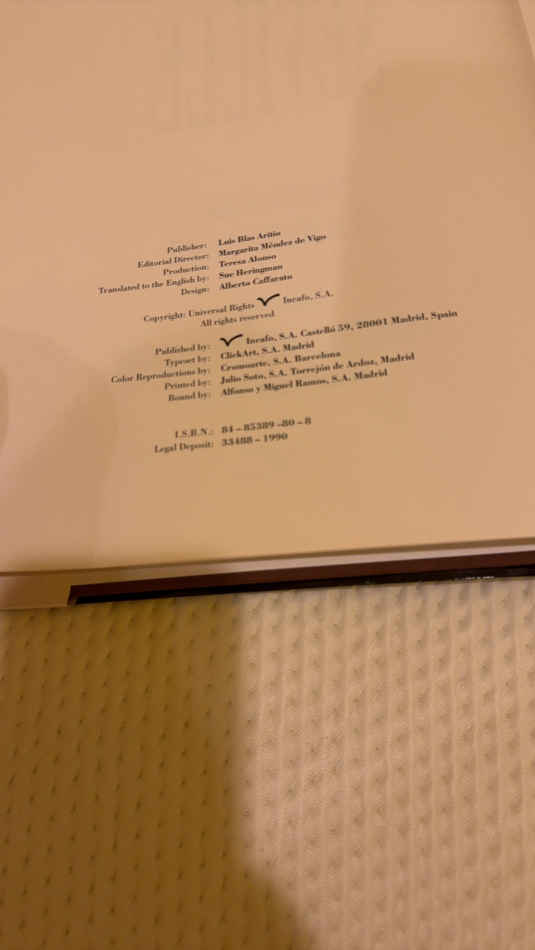 Publisher: Luis Blas Aritio
Editorial Director: Margarita Méndez de Vigo
Production: Teresa Alonso
Translated to the English by: Sue Heringman
Design: Alberto Caffarato
Copyright: Universal Rights Incafo, S.A.
All rights reserved
Published by: Incafo, S.A. Castelló 59, 28001 Madrid, Spain
Typeset by: ClickArt, S.A. Madrid
Color Reproductions by: Cromoarte, S.A. Barcelona
Printed by: Julio Soto, S.A. Torrejón de Ardoz, Madrid
Bound by: Alfonso y Miguel Ramos, S.A. Madrid
I.S.B.N.: 84 – 85389 –80 – 8
Legal Deposit: 33488 – 1990